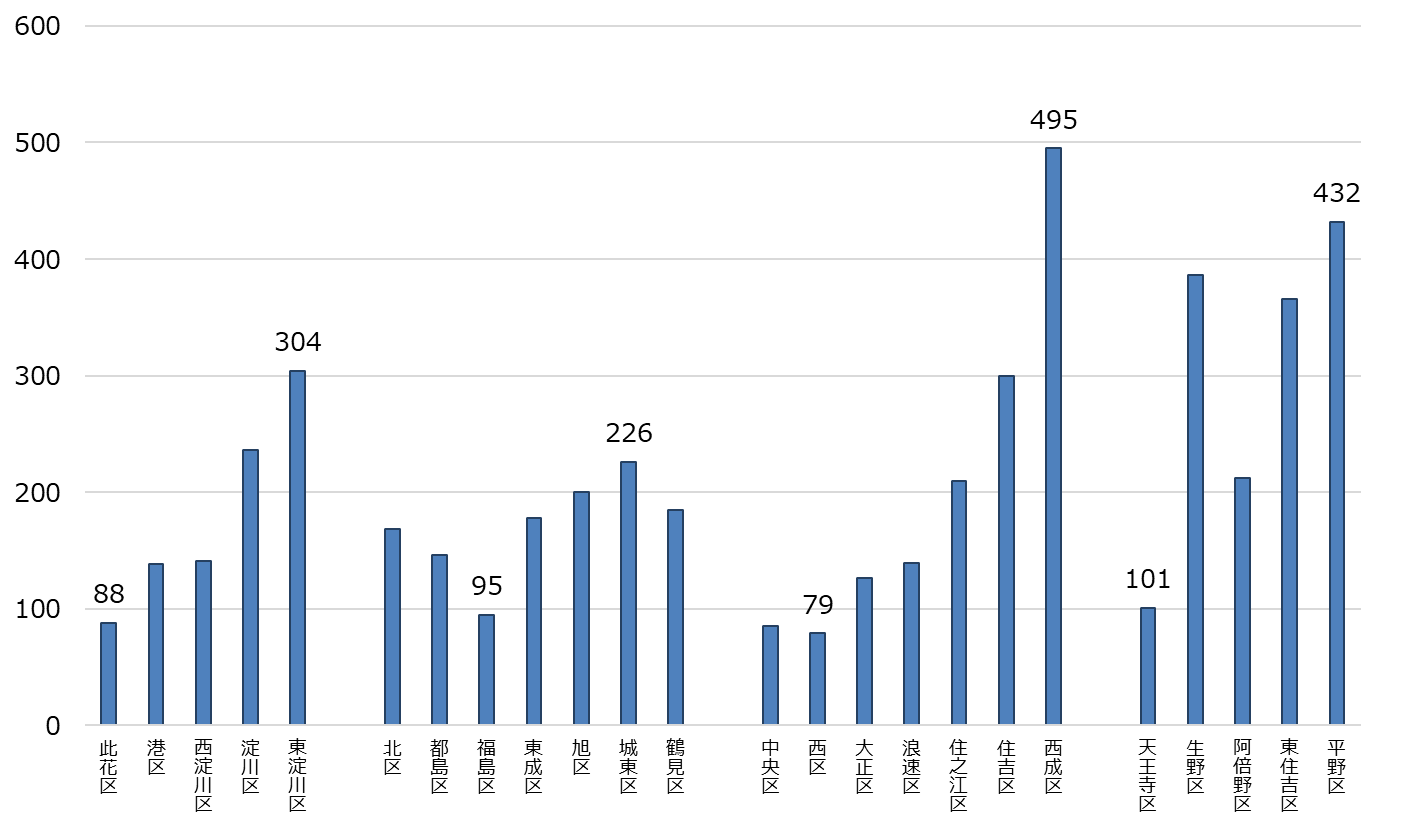 600
500
400
300
200
100
0
88
304
95
226
79
495
101
432
此花区
港区
西淀川区
淀川区
東淀川区
北区
都島区
福島区
東成区
旭区
城東区
鶴見区
中央区
西区
大正区
浪速区
住之江区
住吉区
西成区
天王寺区
生野区
阿倍野区
東住吉区
平野区